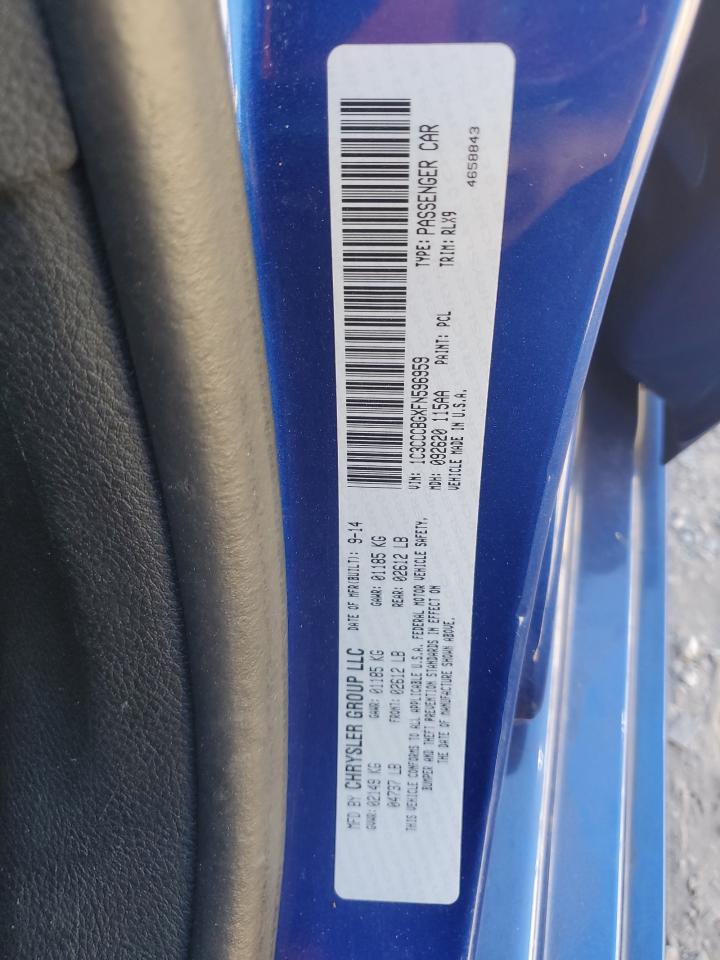 MFD BY CHRYSLER GROUP LLC DATE OF MFR(BUILT): 9-14
GVWR: 02149 KG GAWR: 01185 KG GAWR: 01185 KG
04737 LB FRONT: 02612 LB REAR: 02612 LB
THIS VEHICLE CONFORMS TO ALL APPLICABLE U.S.A. FEDERAL MOTOR VEHICLE SAFETY,
BUMPER AND THEFT PREVENTION STANDARDS IN EFFECT ON
THE DATE OF MANUFACTURE SHOWN ABOVE.
VIN: 1C3CCCBGXFN596959 TYPE: PASSENGER CAR
MDH: 092620 115AA PAINT: PCL TRIM: RLX9
VEHICLE MADE IN U.S.A. 4658843